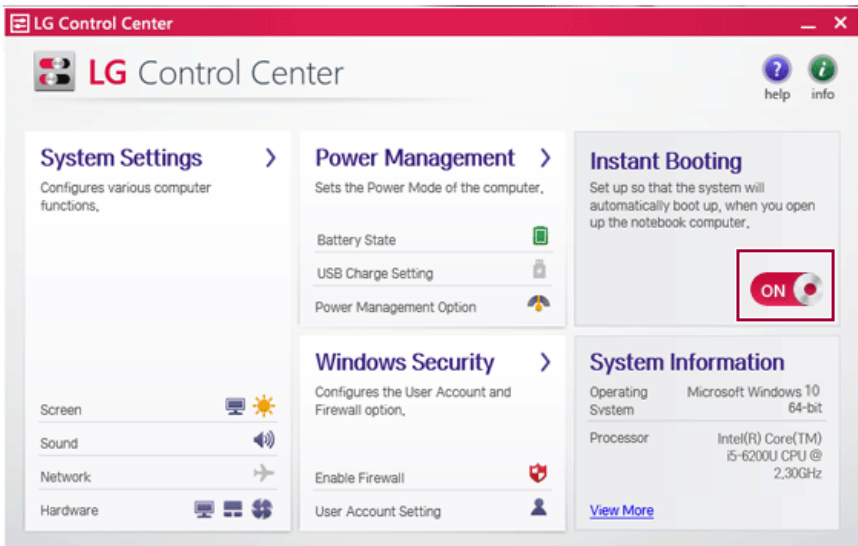 LG Control Center
LG Control Center
help
info
System Settings
Configures various computer
functions.
Screen
Sound
Network
Hardware
Power Management
Sets the Power Mode of the computer.
Battery State
USB Charge Setting
Power Management Option
Windows Security
Configures the User Account and
Firewall option.
Enable Firewall
User Account Setting
Instant Booting
Set up so that the system will
automatically boot up, when you open
up the notebook computer.
ON
System Information
Operating
System
Microsoft Windows 10
64-bit
Processor
Intel(R) Core(TM)
i5-6200U CPU @
2.30GHz
View More